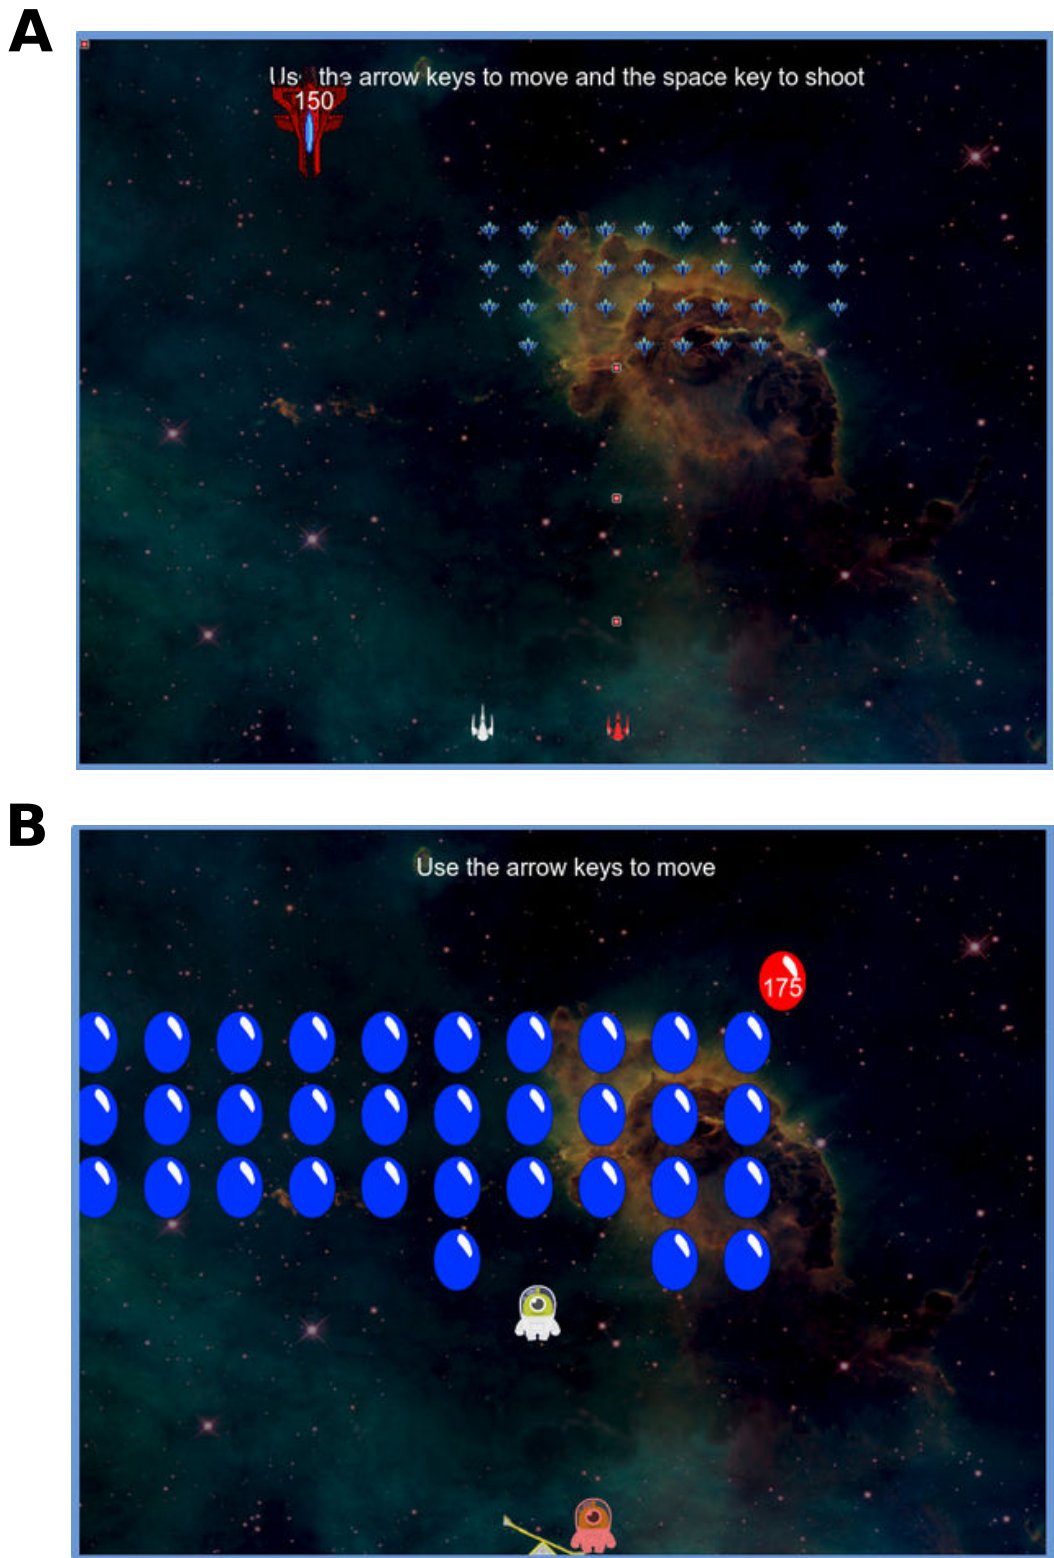 A
Use the arrow keys to move and the space key to shoot
150
B
Use the arrow keys to move
175